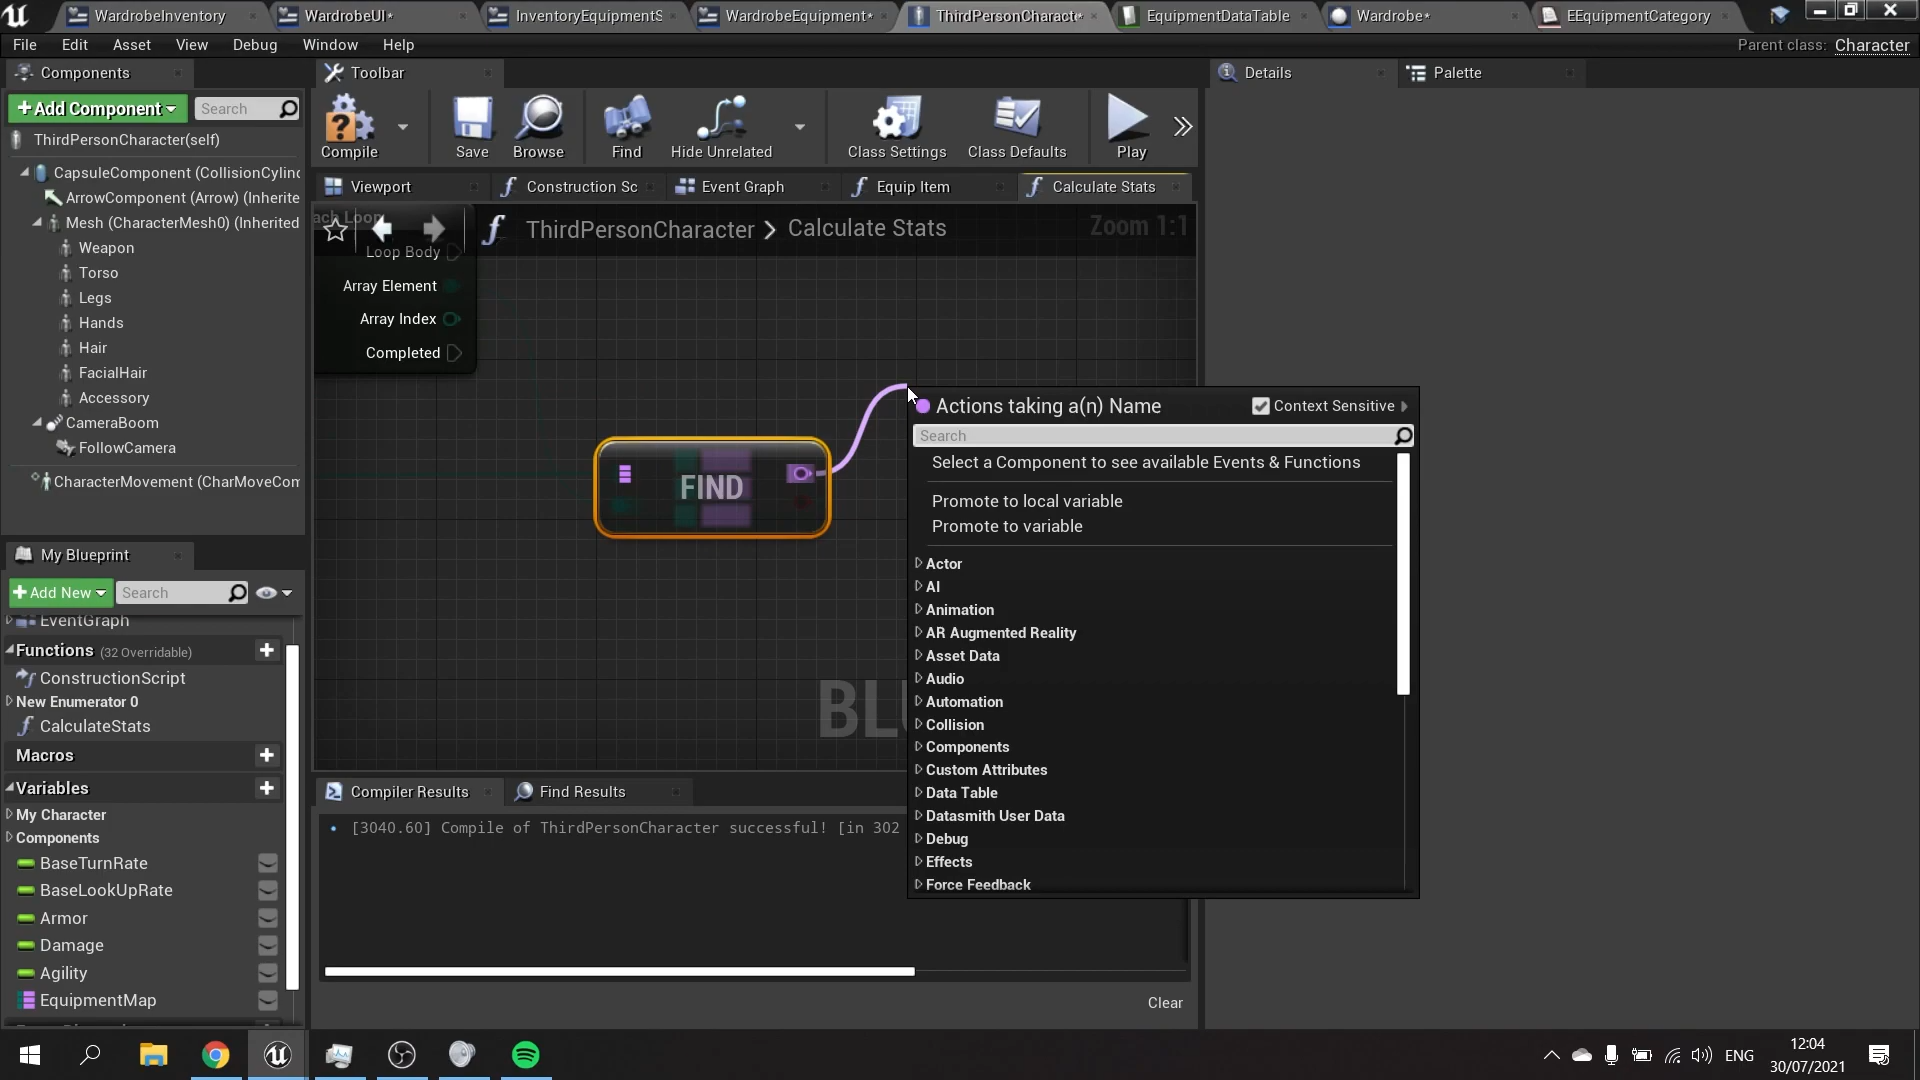 WardrobeInventory
WardrobeUI*
InventoryEquipmentS
WardrobeEquipment*
ThirdPersonCharact*
EquipmentDataTable
Wardrobe*
EEquipmentCategory
File Edit Asset View Debug Window Help
Parent class: Character
Components
Toolbar
Details
Palette
+Add Component
Search
ThirdPersonCharacter(self)
CapsuleComponent (CollisionCylinc
ArrowComponent (Arrow) (Inherite
Mesh (CharacterMesh0) (Inherited
Weapon
Torso
Legs
Hands
Hair
FacialHair
Accessory
CameraBoom
FollowCamera
CharacterMovement (CharMoveCom
Compile
Save
Browse
Find
Hide Unrelated
Class Settings
Class Defaults
Play
Viewport
Construction Sc
Event Graph
Equip Item
Calculate Stats
ach Loop
ThirdPersonCharacter > Calculate Stats
Zoom 1:1
Loop Body
Array Element
Array Index
Completed
FIND
BL
Actions taking a(n) Name
Context Sensitive
Search
Select a Component to see available Events & Functions
Promote to local variable
Promote to variable
Actor
AI
Animation
AR Augmented Reality
Asset Data
Audio
Automation
Collision
Components
Custom Attributes
Data Table
Datasmith User Data
Debug
Effects
Force Feedback
My Blueprint
+Add New
Search
EventGraph
Functions (32 Overridable)
ConstructionScript
New Enumerator 0
CalculateStats
Macros
Variables
My Character
Components
BaseTurnRate
BaseLookUpRate
Armor
Damage
Agility
EquipmentMap
Compiler Results
Find Results
[3040.60] Compile of ThirdPersonCharacter successful! [in 302
Clear
ENG
12:04
30/07/2021